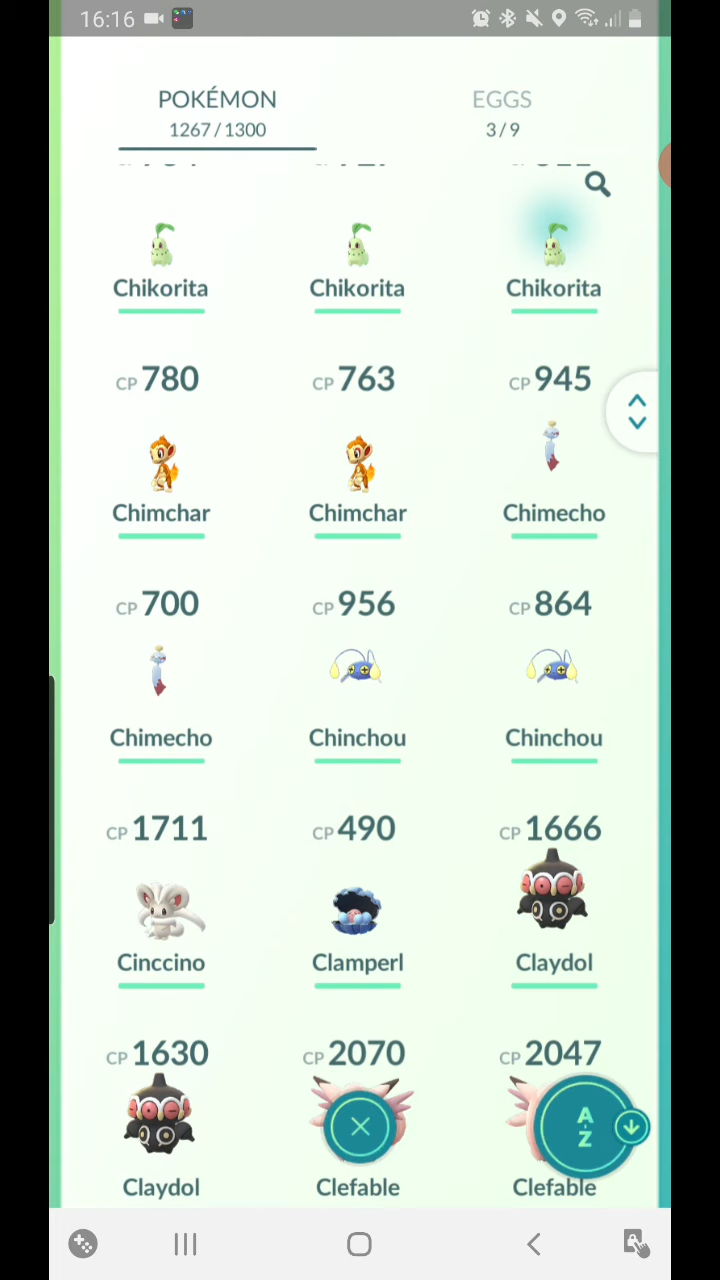 16:16
POKÉMON
EGGS
1267/1300
3/9
Chikorita Chikorita Chikorita
CP 780 CP 763 CP 945
Chimchar Chimchar Chimecho
CP 700 CP 956 CP 864
Chimecho Chinchou Chinchou
CP 1711 CP 490 CP 1666
Cinccino Clamperl Claydol
CP 1630 CP 2070 CP 2047
A-Z
Claydol Clefable Clefable